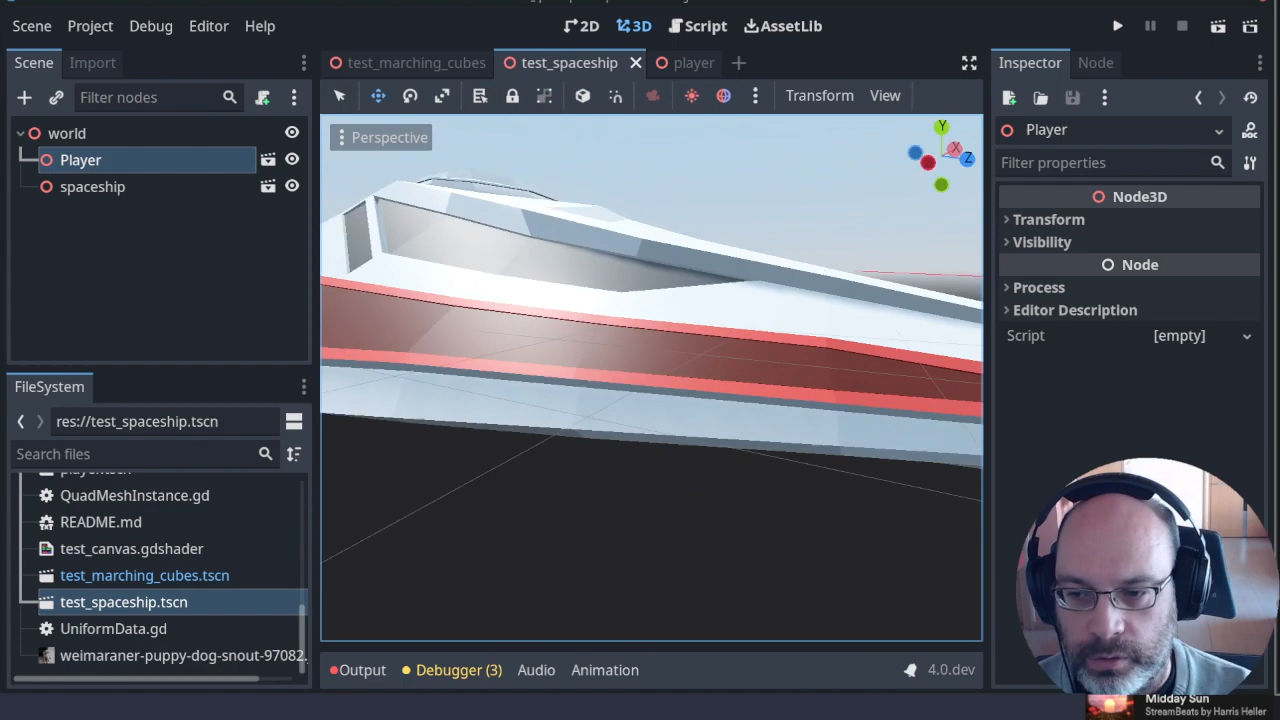 Scene Project Debug Editor Help
2D 3D Script AssetLib
Scene Import
Filter nodes
world
Player
spaceship
FileSystem
res://test_spaceship.tscn
Search files
QuadMeshInstance.gd
README.md
test_canvas.gdshader
test_marching_cubes.tscn
test_spaceship.tscn
UniformData.gd
weimaraner-puppy-dog-snout-97082.
test_marching_cubes test_spaceship player
Transform View
Perspective
Y
X
Z
Output Debugger (3) Audio Animation 4.0.dev
Inspector Node
Player
Filter properties
Node3D
Transform
Visibility
Node
Process
Editor Description
Script [empty]
Midday Sun
StreamBeats by Harris Heller